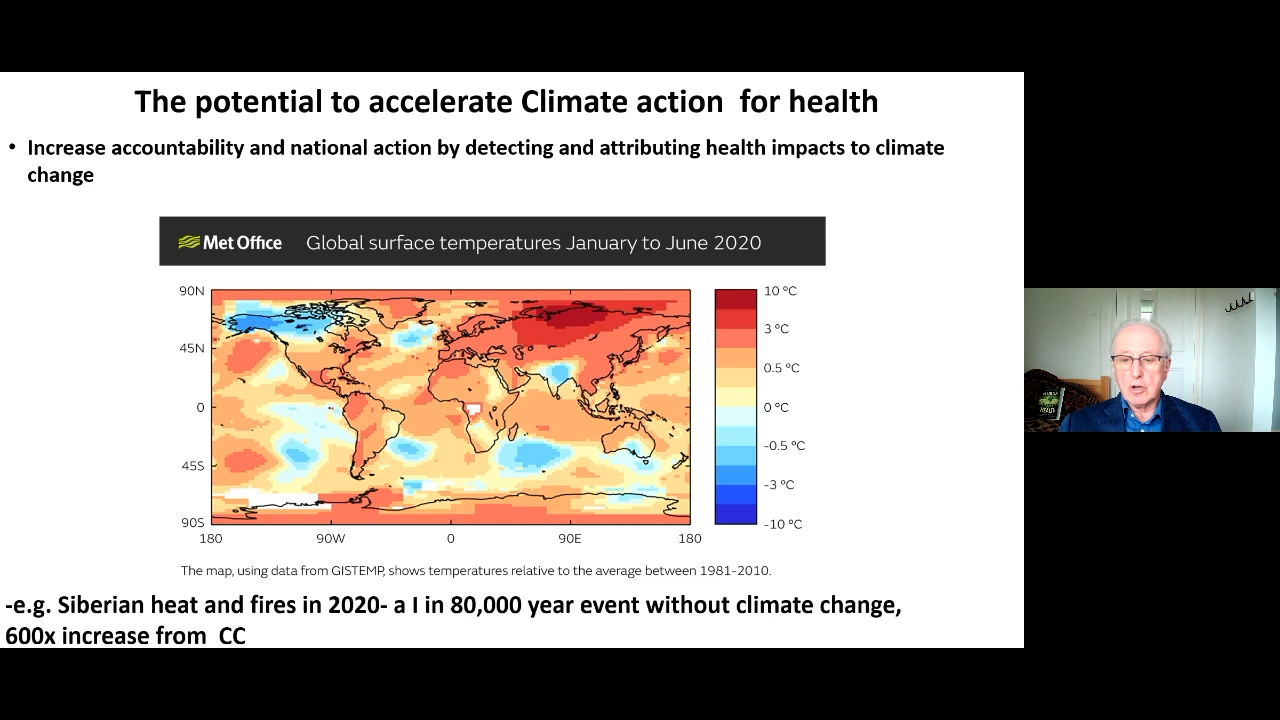 The potential to accelerate Climate action for health
• Increase accountability and national action by detecting and attributing health impacts to climate
change
Met Office Global surface temperatures January to June 2020
90N
45N
0
45S
90S
180 90W 0 90E 180
10 °C
3 °C
0.5 °C
0 °C
-0.5 °C
-3 °C
-10 °C
The map, using data from GISTEMP, shows temperatures relative to the average between 1981-2010.
-e.g. Siberian heat and fires in 2020- a I in 80,000 year event without climate change,
600x increase from CC